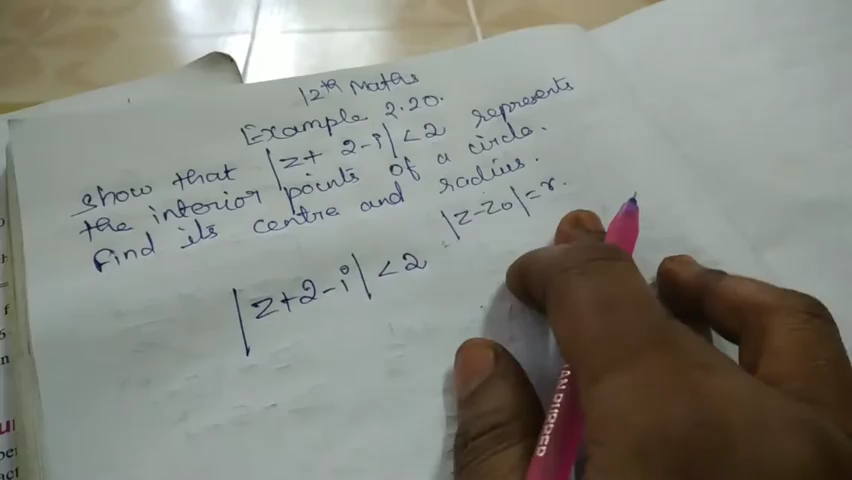 12th Maths
Example 2.20.
show that |z+ 2-i| <2 represents
the interior points of a circle.
Find its centre and radius.
|z-z0|=r.
|z+2-i| <2